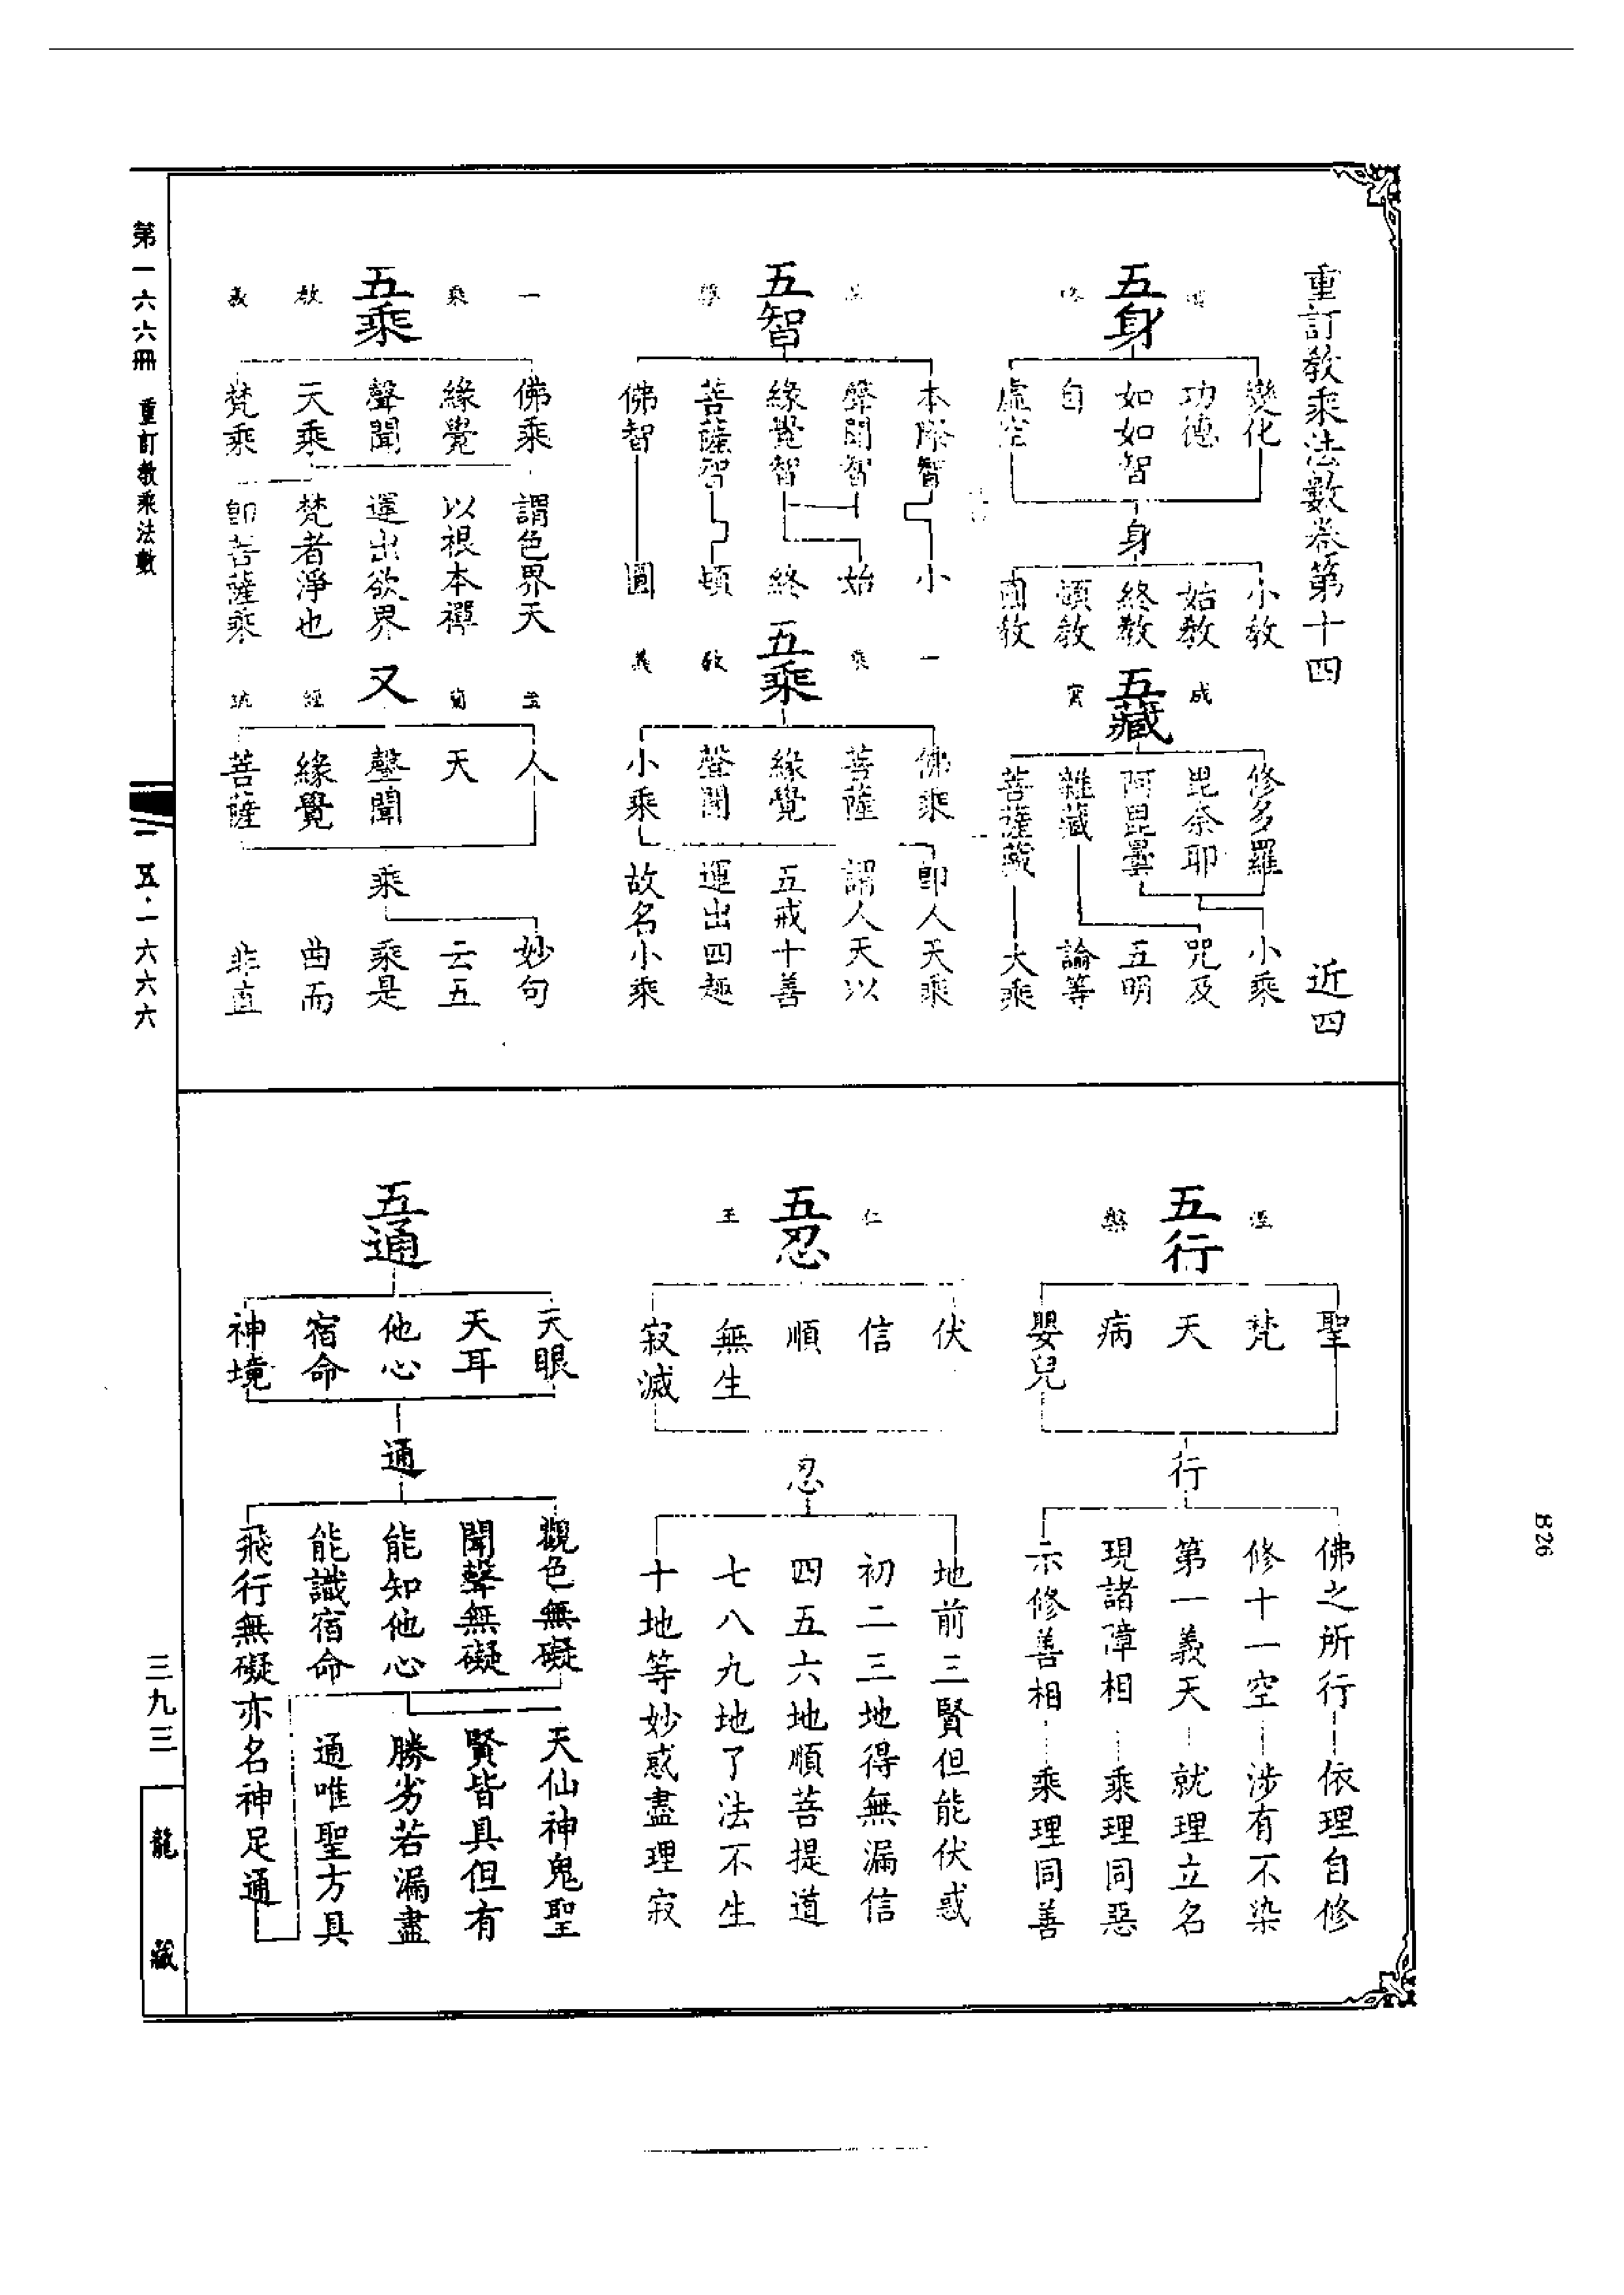 重訂教乘法數卷第十四　近四
五身
變化
功德
如如智
自
虛空
身
小教
始教
終教
頓教
圓教
五藏
成
實
修多羅
毘奈耶
阿毘曇
雜藏
菩薩藏
小乘
咒及
五明
論等
大乘
五智
本際智
聲聞智
緣覺智
菩薩智
佛智
小
始
終
頓
圓
五乘
一
乘
教
義
佛乘
菩薩
緣覺
聲聞
小乘
即人天乘
謂人天以
五戒十善
運出四趣
故名小乘
五乘
一
乘
教
義
佛乘
緣覺
聲聞
天乘
梵乘
謂色界天
以根本禪
運出欲界
梵者淨也
即菩薩乘
又
盂
蘭
經
疏
人
天
聲聞
緣覺
菩薩
乘
妙句
云五
乘是
曲而
非直
五行
涅
槃
聖
梵
天
病
嬰兒
行
佛之所行
修十一空
第一義天
現諸障相
示修善相
依理自修
涉有不染
就理立名
乘理同惡
乘理同善
五忍
仁
王
伏
信
順
無生
寂滅
忍
地前三賢但能伏惑
初二三地得無漏信
四五六地順菩提道
七八九地了法不生
十地等妙惑盡理寂
五通
天眼
天耳
他心
宿命
神境
通
觀色無礙
聞聲無礙
能知他心
能識宿命
飛行無礙亦名神足通
天仙神鬼聖
賢皆具但有
勝劣若漏盡
通唯聖方具
第一六六冊　重訂教乘法數
一五·一六六六
三九三
龍藏
B26